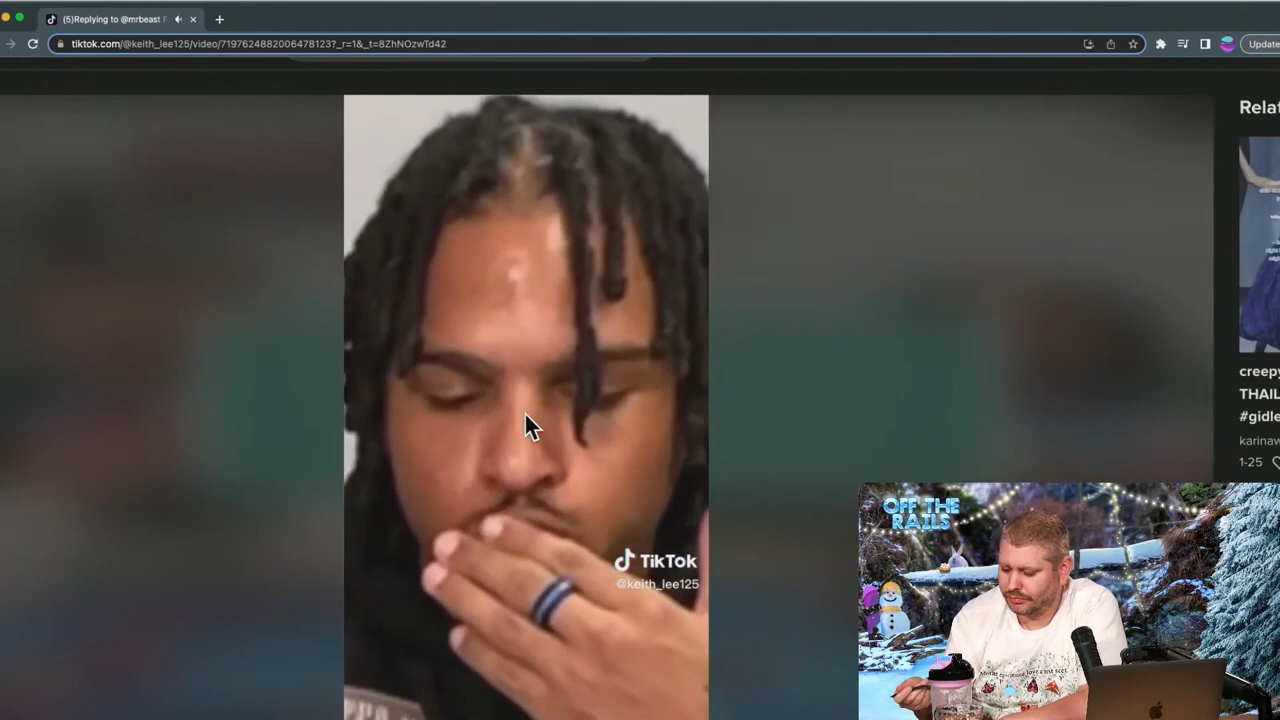 (5)Replying to @mrbeast F
tiktok.com/@keith_lee125/video/7197624882006478123?_r=1&_t=8ZhNOzwTd42
Update
Relat
creepy
THAIL
#gidle
karinaw
1-25
TikTok
@keith_lee125
OFF THE
RAILS